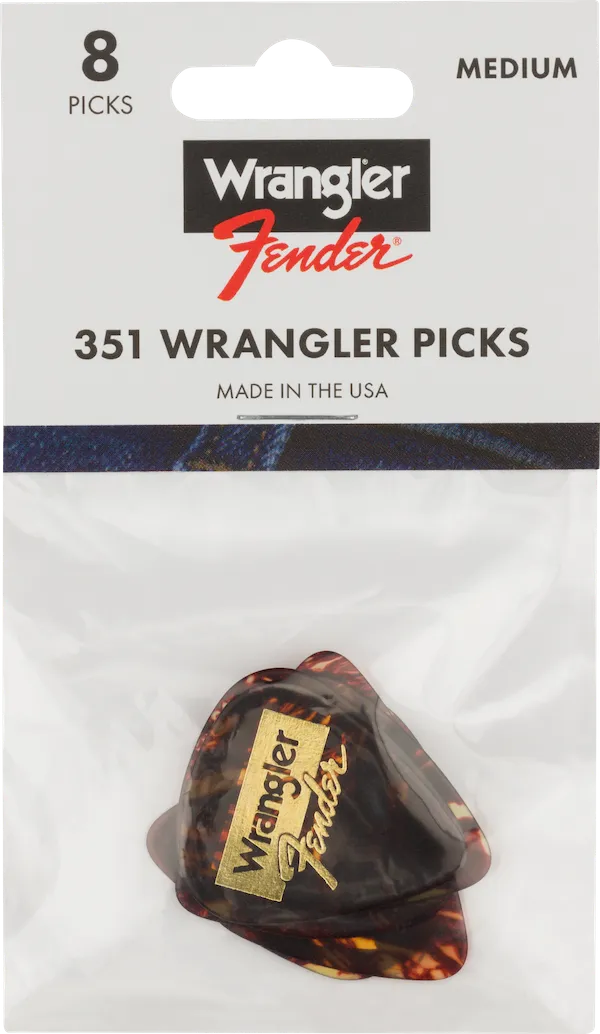 8
PICKS
MEDIUM
Wrangler
Fender®
351 WRANGLER PICKS
MADE IN THE USA
Wrangler
Fender